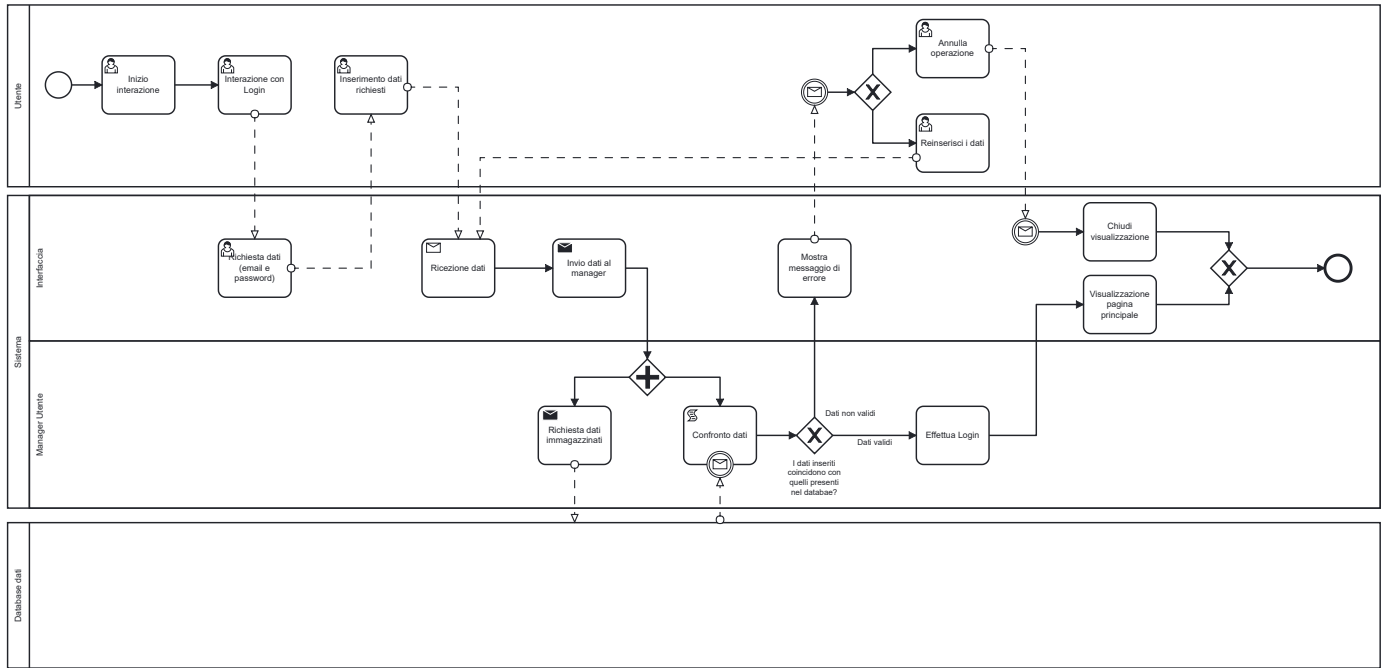 Utente
Inizio
interazione
Interazione con
Login
Inserimento dati
richiesti
Annulla
operazione
Reinserisci i dati
Sistema
Interfaccia
Richiesta dati
(email e
password)
Ricezione dati
Invio dati al
manager
Mostra
messaggio di
errore
Chiudi
visualizzazione
Visualizzazione
pagina
principale
Manager Utente
Richiesta dati
immagazzinati
Confronto dati
Dati non validi
Dati validi
I dati inseriti
coincidono con
quelli presenti
nel databae?
Effettua Login
Database dati